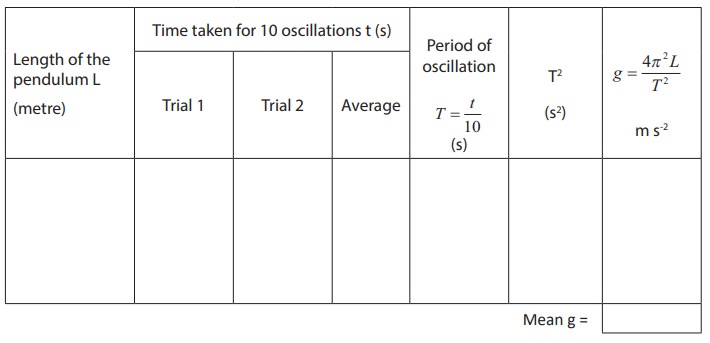 Length of the
pendulum L
(metre)
Time taken for 10 oscillations t (s)
Trial 1
Trial 2
Average
Period of
oscillation
T = t/10
(s)
T²
(s²)
g = 4π²L/T²
m s⁻²
Mean g =